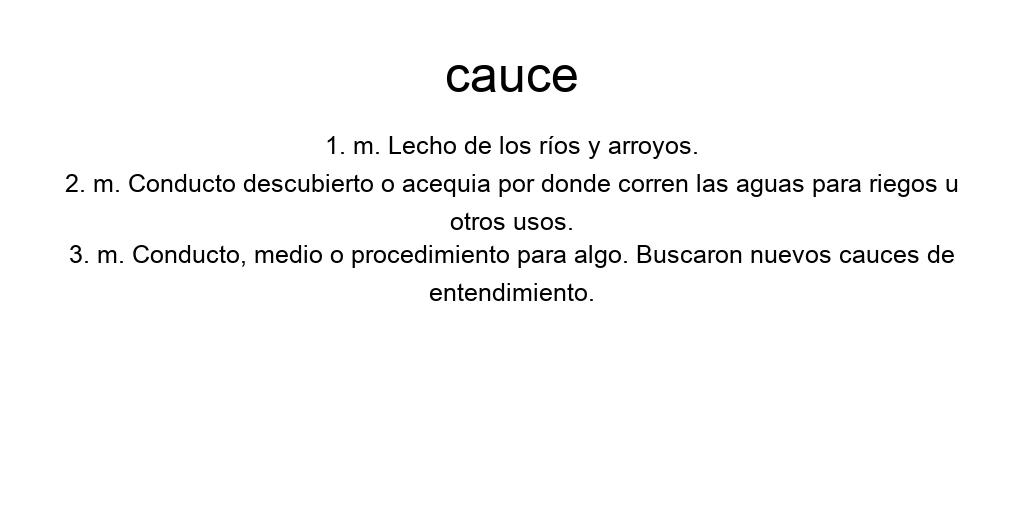 cauce
1. m. Lecho de los ríos y arroyos.
2. m. Conducto descubierto o acequia por donde corren las aguas para riegos u
otros usos.
3. m. Conducto, medio o procedimiento para algo. Buscaron nuevos cauces de
entendimiento.